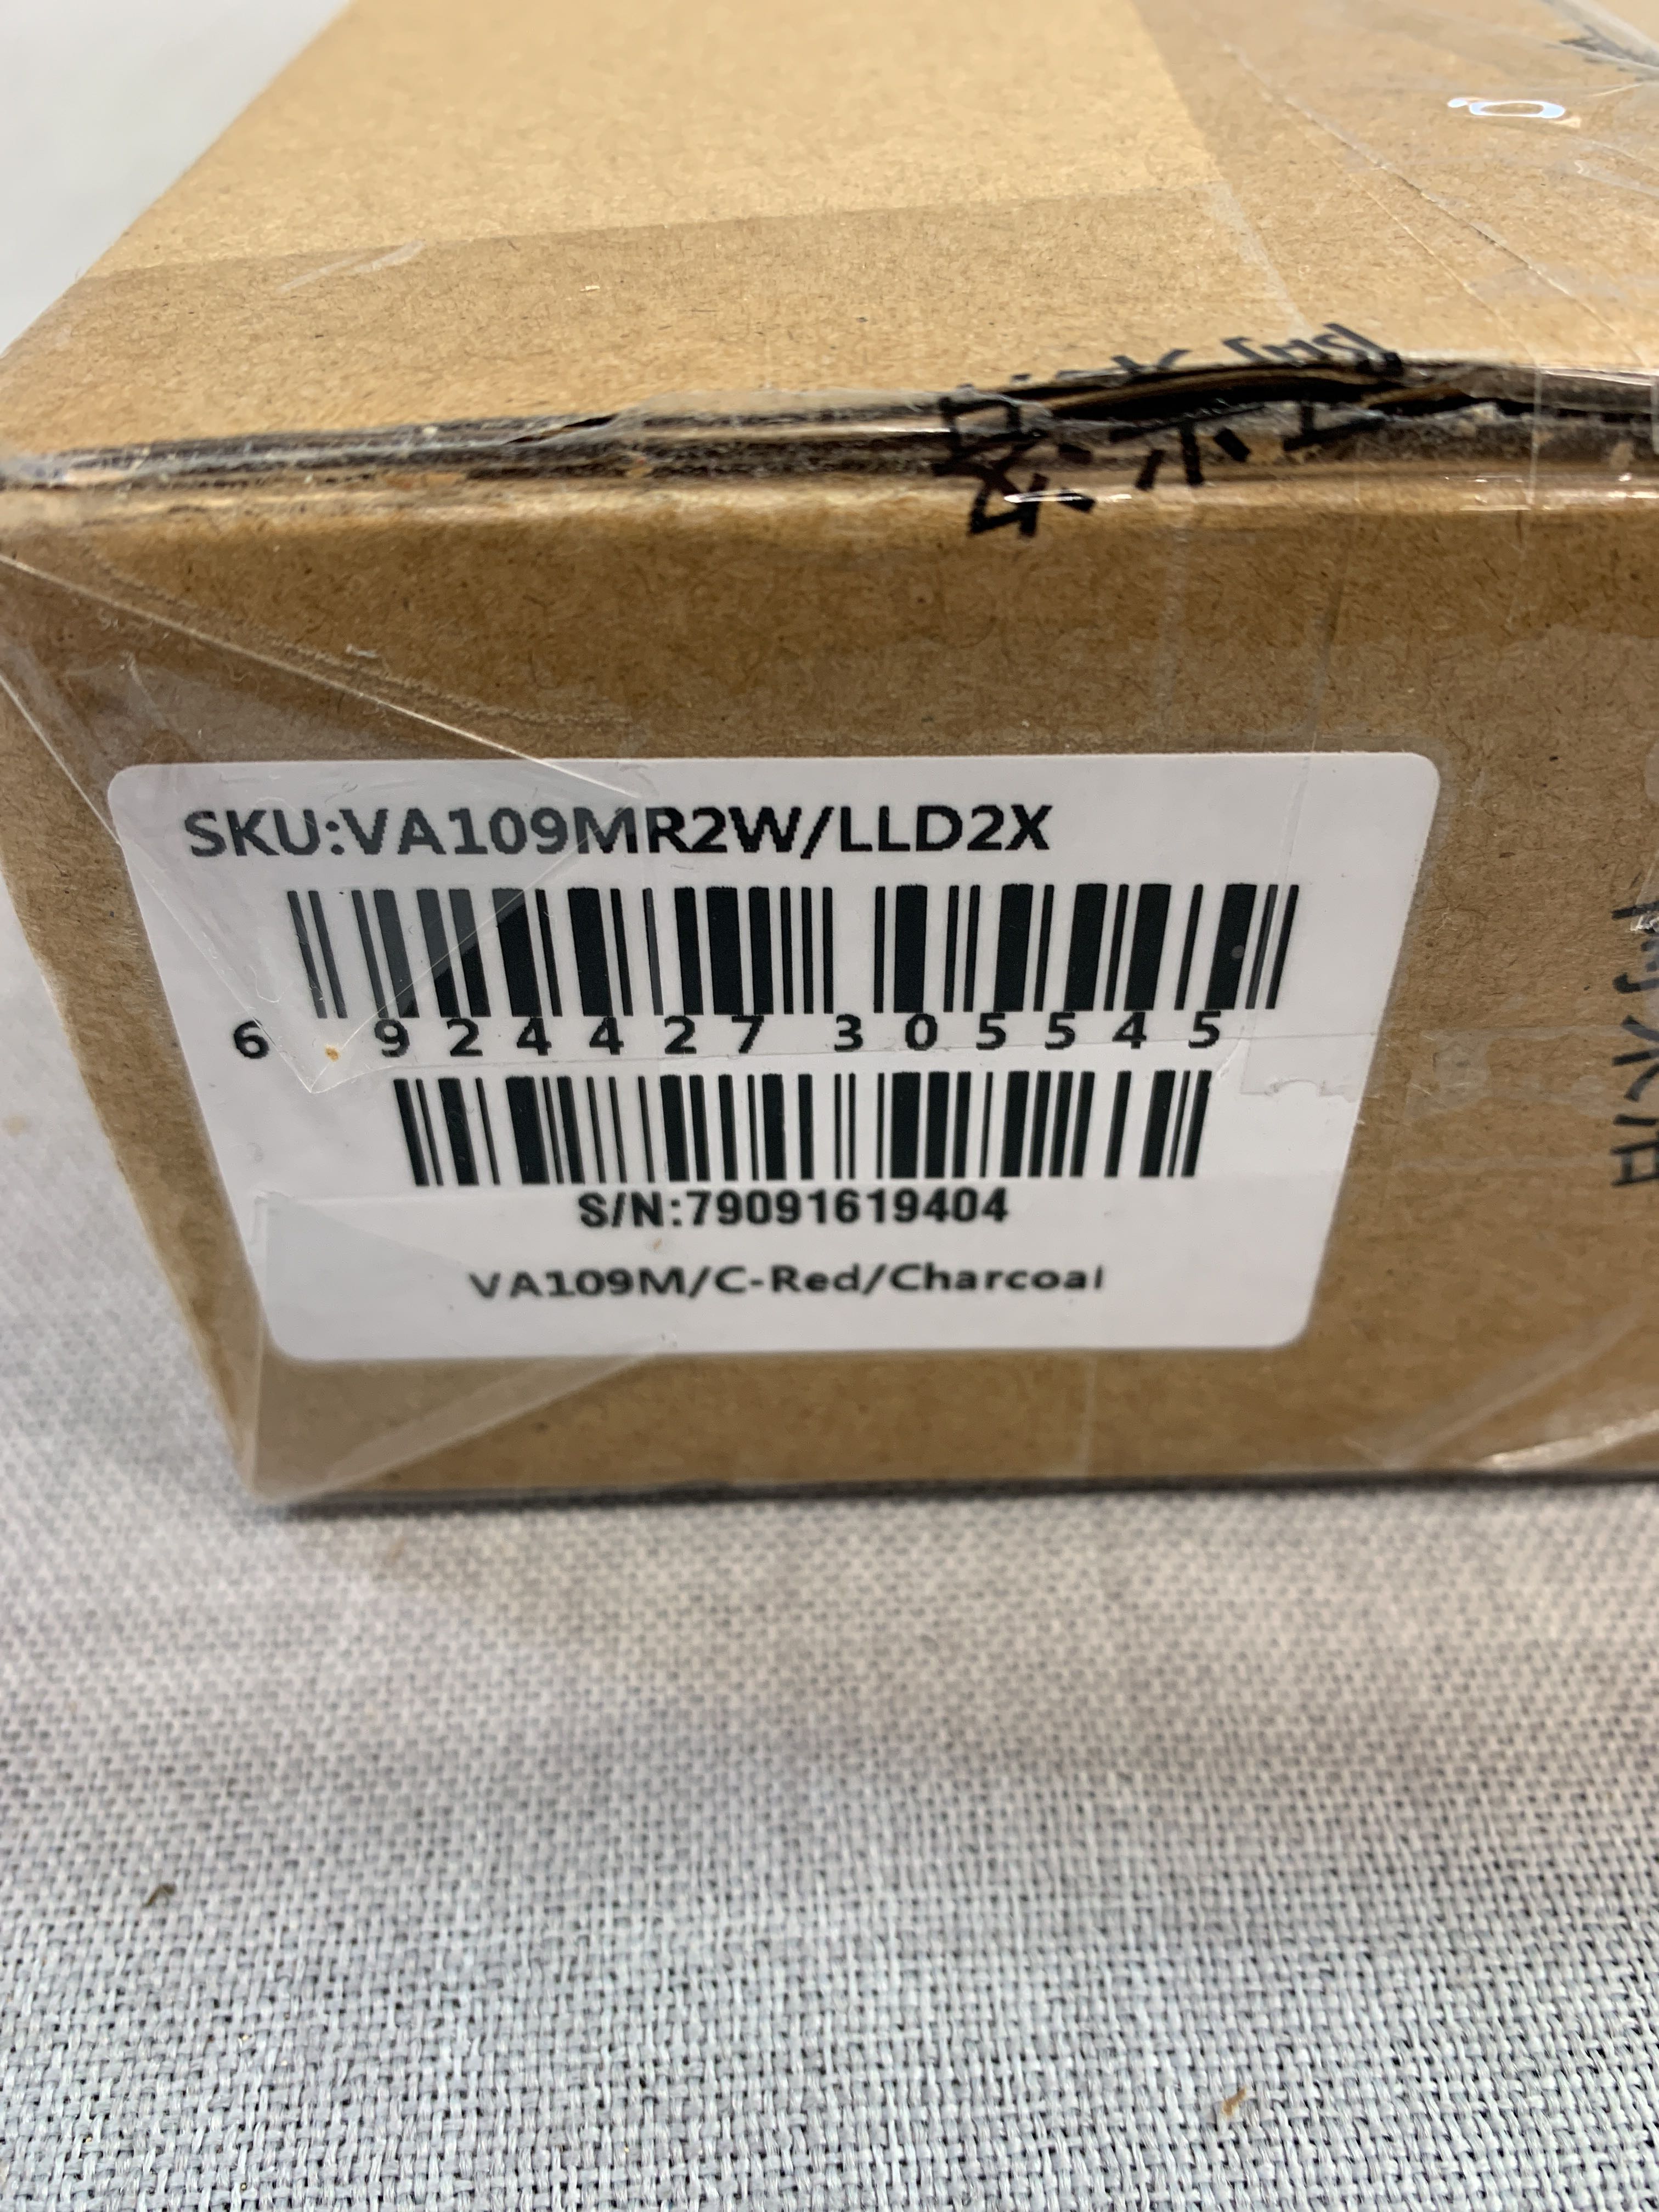 SKU:VA109MR2W/LLD2X
6 924427 305545
S/N:79091619404
VA109M/C-Red/Charcoal